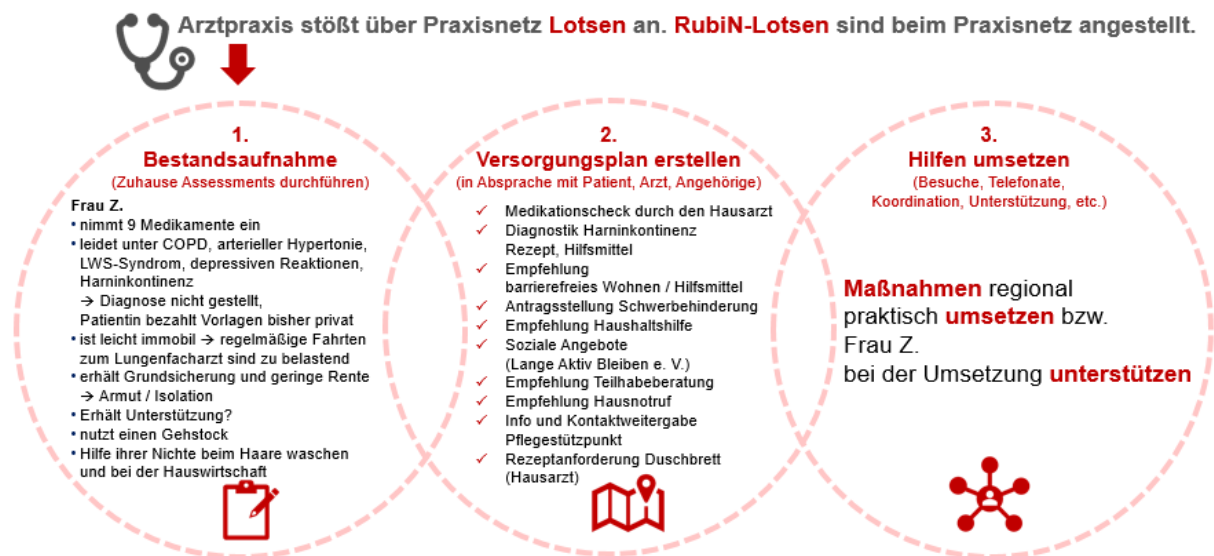 Arztpraxis stößt über Praxisnetz Lotsen an. RubiN-Lotsen sind beim Praxisnetz angestellt.
1.
Bestandsaufnahme
(Zuhause Assessments durchführen)
Frau Z.
• nimmt 9 Medikamente ein
• leidet unter COPD, arterieller Hypertonie,
LWS-Syndrom, depressiven Reaktionen,
Harninkontinenz
→ Diagnose nicht gestellt,
Patientin bezahlt Vorlagen bisher privat
• ist leicht immobil → regelmäßige Fahrten
zum Lungenfacharzt sind zu belastend
• erhält Grundsicherung und geringe Rente
→ Armut / Isolation
• Erhält Unterstützung?
• nutzt einen Gehstock
• Hilfe ihrer Nichte beim Haare waschen
und bei der Hauswirtschaft
2.
Versorgungsplan erstellen
(in Absprache mit Patient, Arzt, Angehörige)
✓ Medikationscheck durch den Hausarzt
✓ Diagnostik Harninkontinenz
Rezept, Hilfsmittel
✓ Empfehlung
barrierefreies Wohnen / Hilfsmittel
✓ Antragsstellung Schwerbehinderung
✓ Empfehlung Haushaltshilfe
✓ Soziale Angebote
(Lange Aktiv Bleiben e. V.)
✓ Empfehlung Teilhabeberatung
✓ Empfehlung Hausnotruf
✓ Info und Kontaktweitergabe
Pflegestützpunkt
✓ Rezeptanforderung Duschbrett
(Hausarzt)
3.
Hilfen umsetzen
(Besuche, Telefonate,
Koordination, Unterstützung, etc.)
Maßnahmen regional
praktisch umsetzen bzw.
Frau Z.
bei der Umsetzung unterstützen